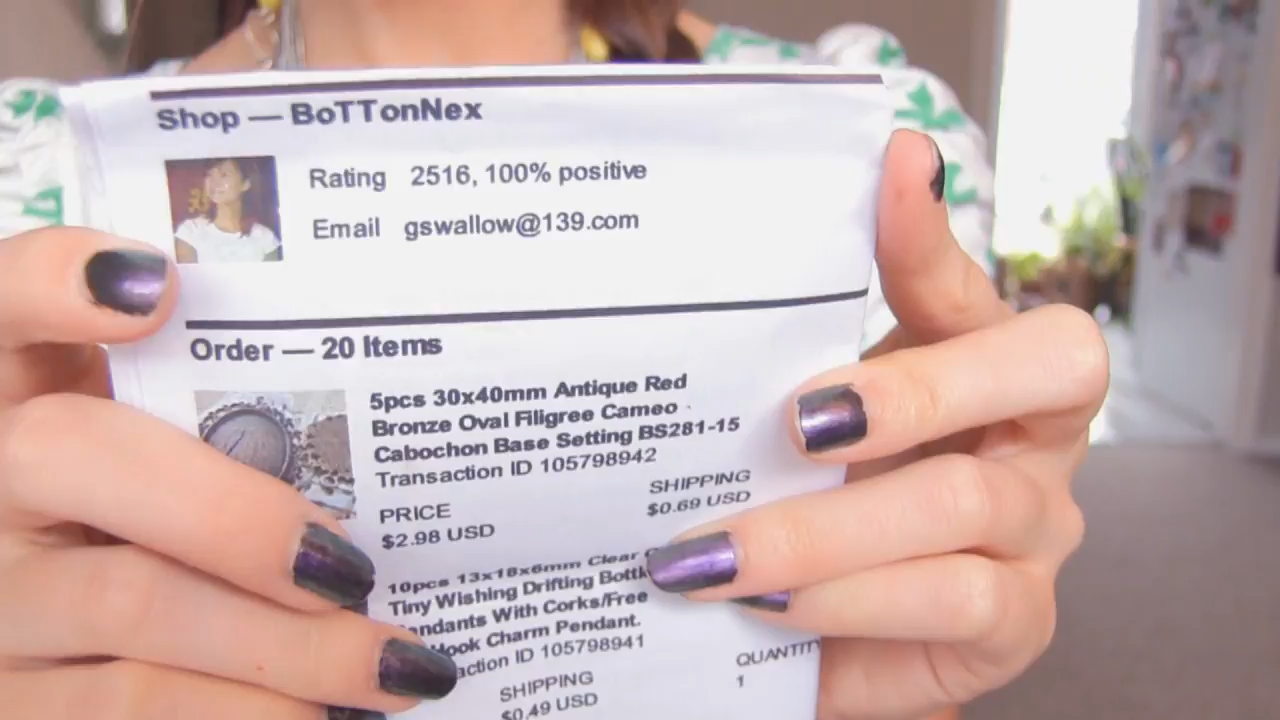 Shop — BoTTonNex
Rating 2516, 100% positive
Email gswallow@139.com
Order — 20 Items
5pcs 30x40mm Antique Red
Bronze Oval Filigree Cameo
Cabochon Base Setting BS281-15
Transaction ID 105798942
PRICE SHIPPING
$2.98 USD $0.69 USD
10pcs 13x18x6mm Clear
Tiny Wishing Drifting Bottl
endants With Corks/Free
Hook Charm Pendant.
action ID 105798941
SHIPPING QUANTITY
$0.49 USD 1